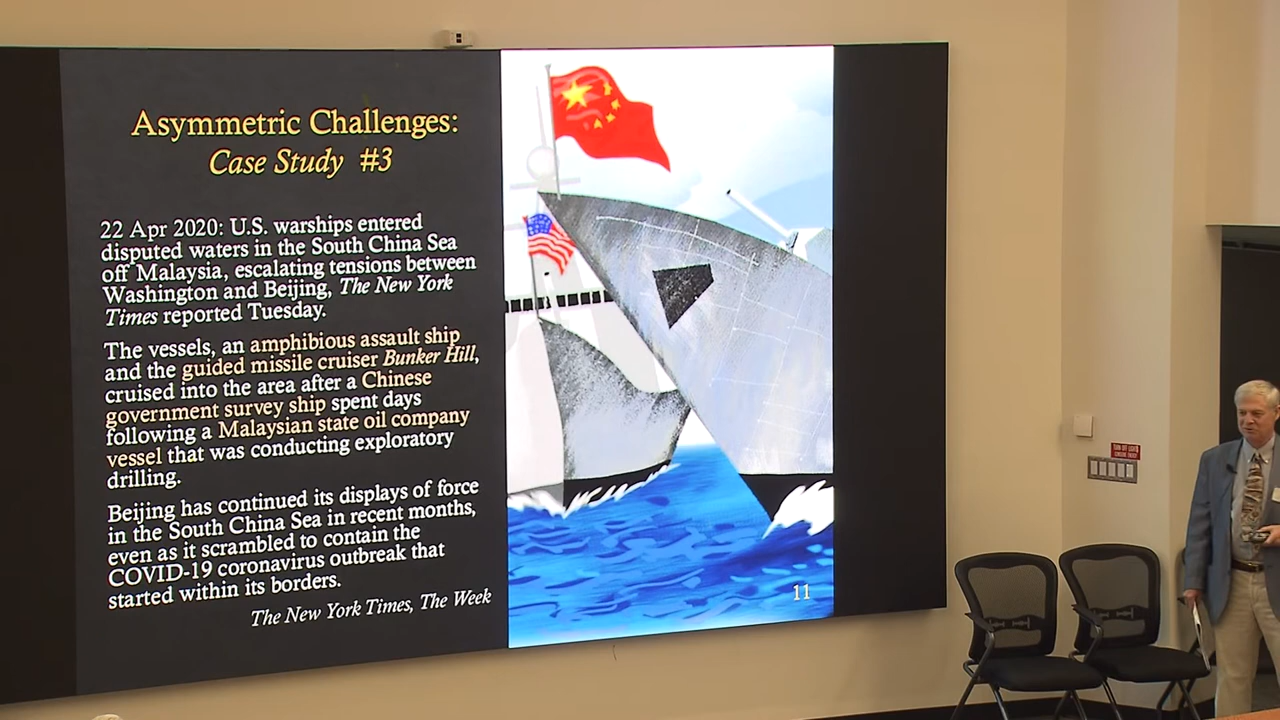 Asymmetric Challenges:
Case Study #3
22 Apr 2020: U.S. warships entered
disputed waters in the South China Sea
off Malaysia, escalating tensions between
Washington and Beijing, The New York
Times reported Tuesday.
The vessels, an amphibious assault ship
and the guided missile cruiser Bunker Hill,
cruised into the area after a Chinese
government survey ship spent days
following a Malaysian state oil company
vessel that was conducting exploratory
drilling.
Beijing has continued its displays of force
in the South China Sea in recent months,
even as it scrambled to contain the
COVID-19 coronavirus outbreak that
started within its borders.
The New York Times, The Week
11